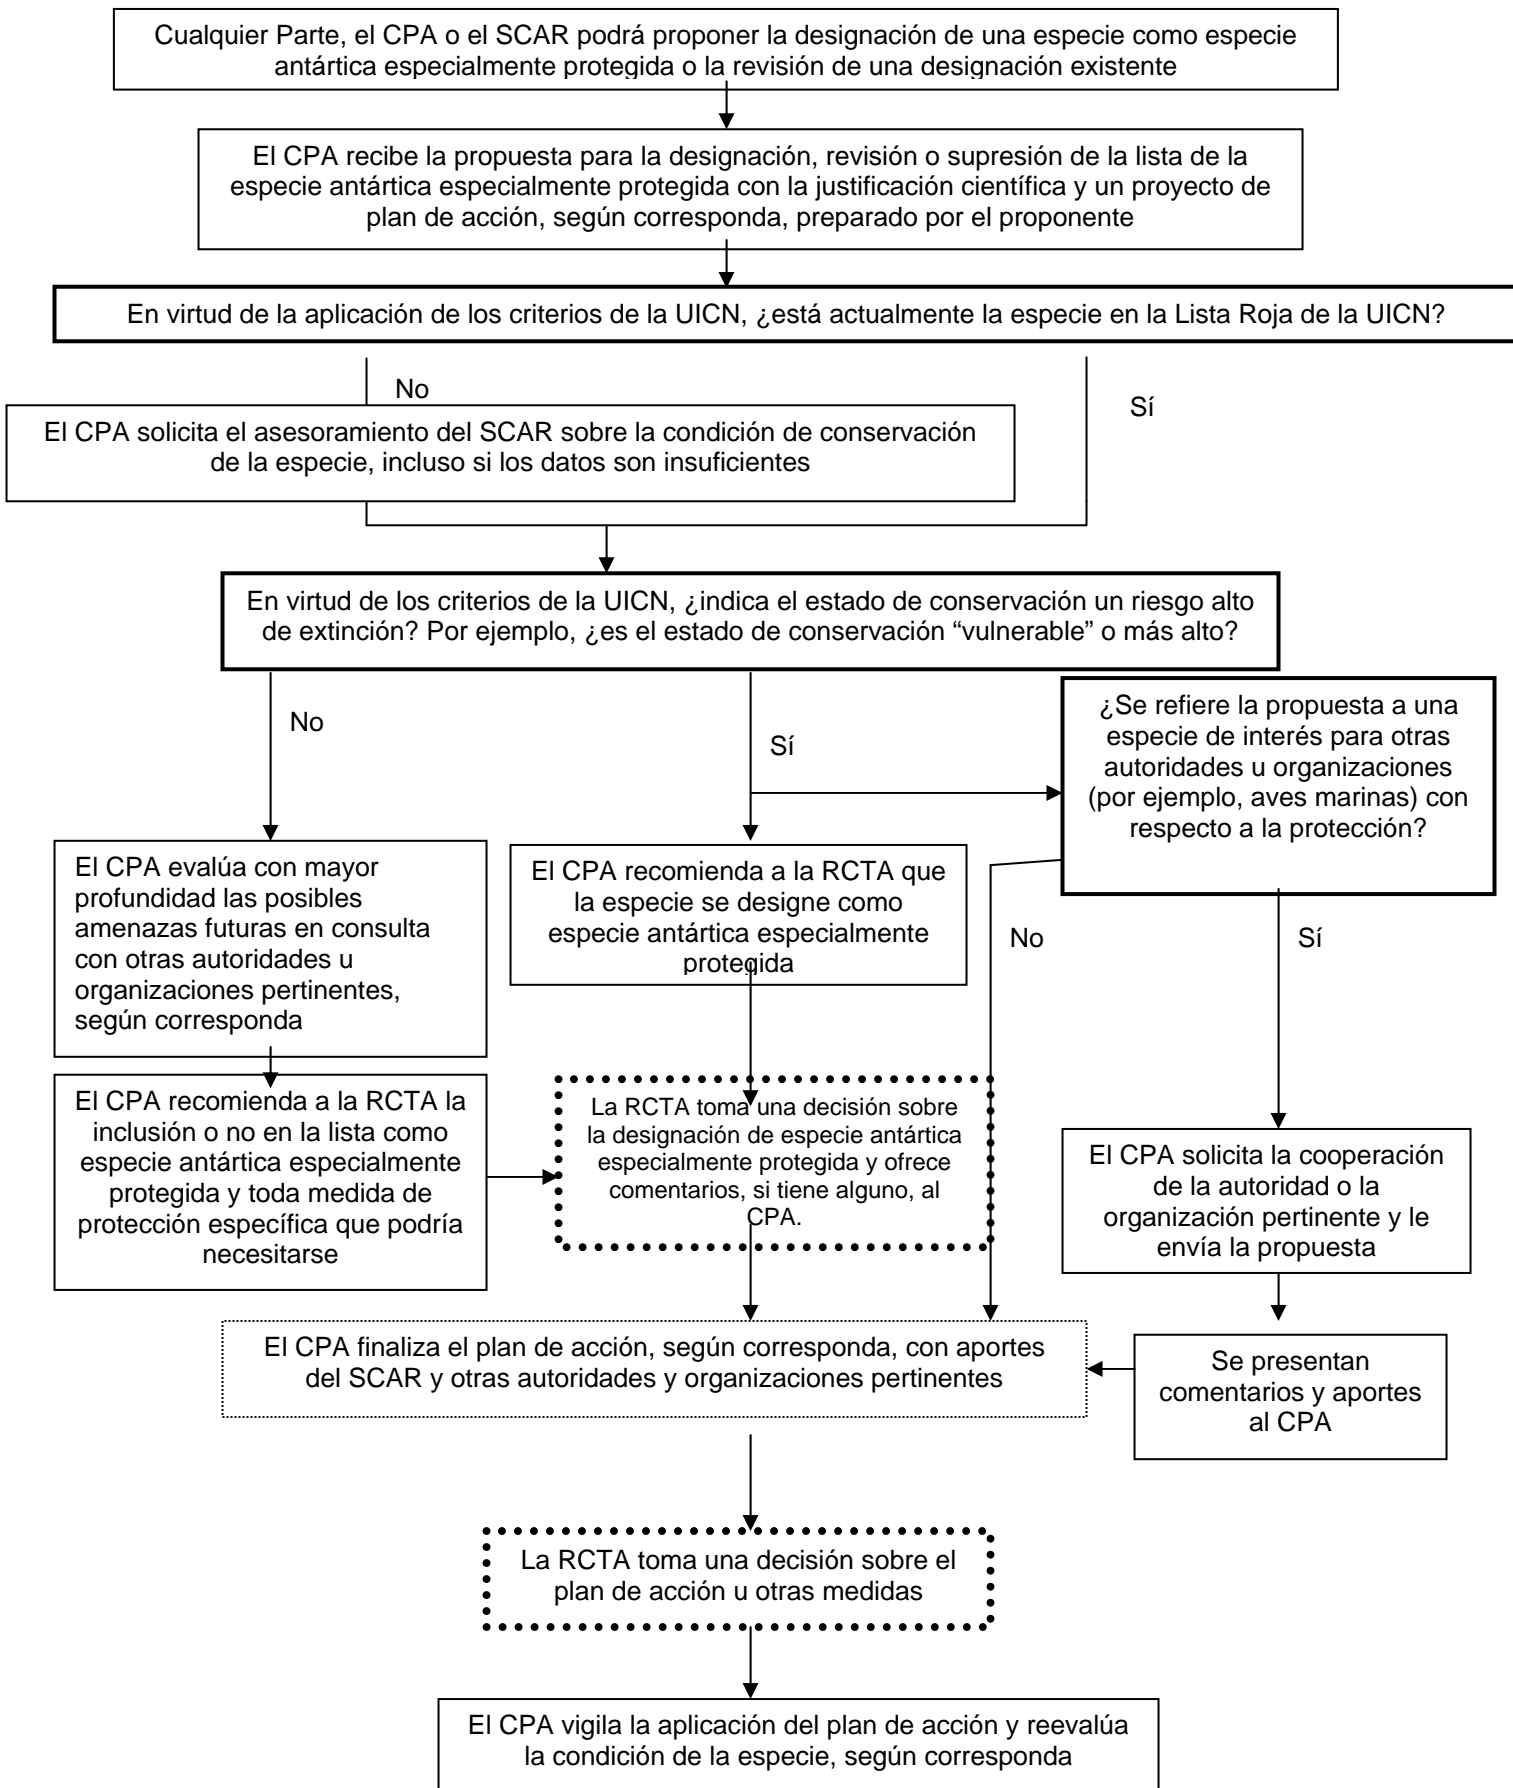 Cualquier Parte, el CPA o el SCAR podrá proponer la designación de una especie como especie
antártica especialmente protegida o la revisión de una designación existente
El CPA recibe la propuesta para la designación, revisión o supresión de la lista de la
especie antártica especialmente protegida con la justificación científica y un proyecto de
plan de acción, según corresponda, preparado por el proponente
En virtud de la aplicación de los criterios de la UICN, ¿está actualmente la especie en la Lista Roja de la UICN?
No
Sí
El CPA solicita el asesoramiento del SCAR sobre la condición de conservación
de la especie, incluso si los datos son insuficientes
En virtud de los criterios de la UICN, ¿indica el estado de conservación un riesgo alto
de extinción? Por ejemplo, ¿es el estado de conservación “vulnerable” o más alto?
No
Sí
¿Se refiere la propuesta a una
especie de interés para otras
autoridades u organizaciones
(por ejemplo, aves marinas) con
respecto a la protección?
El CPA evalúa con mayor
profundidad las posibles
amenazas futuras en consulta
con otras autoridades u
organizaciones pertinentes,
según corresponda
El CPA recomienda a la RCTA que
la especie se designe como
especie antártica especialmente
protegida
No
Sí
El CPA recomienda a la RCTA la
inclusión o no en la lista como
especie antártica especialmente
protegida y toda medida de
protección específica que podría
necesitarse
La RCTA toma una decisión sobre
la designación de especie antártica
especialmente protegida y ofrece
comentarios, si tiene alguno, al
CPA.
El CPA solicita la cooperación
de la autoridad o la
organización pertinente y le
envía la propuesta
El CPA finaliza el plan de acción, según corresponda, con aportes
del SCAR y otras autoridades y organizaciones pertinentes
Se presentan
comentarios y aportes
al CPA
La RCTA toma una decisión sobre el
plan de acción u otras medidas
El CPA vigila la aplicación del plan de acción y reevalúa
la condición de la especie, según corresponda